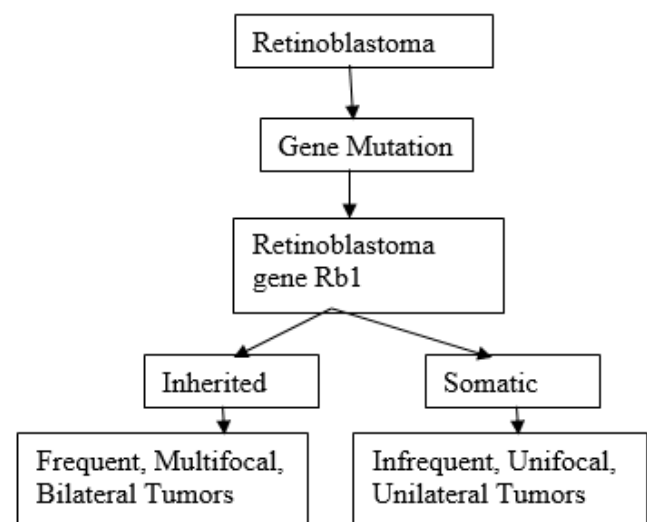 Retinoblastoma
Gene Mutation
Retinoblastoma
gene Rb1
Inherited
Somatic
Frequent, Multifocal,
Bilateral Tumors
Infrequent, Unifocal,
Unilateral Tumors